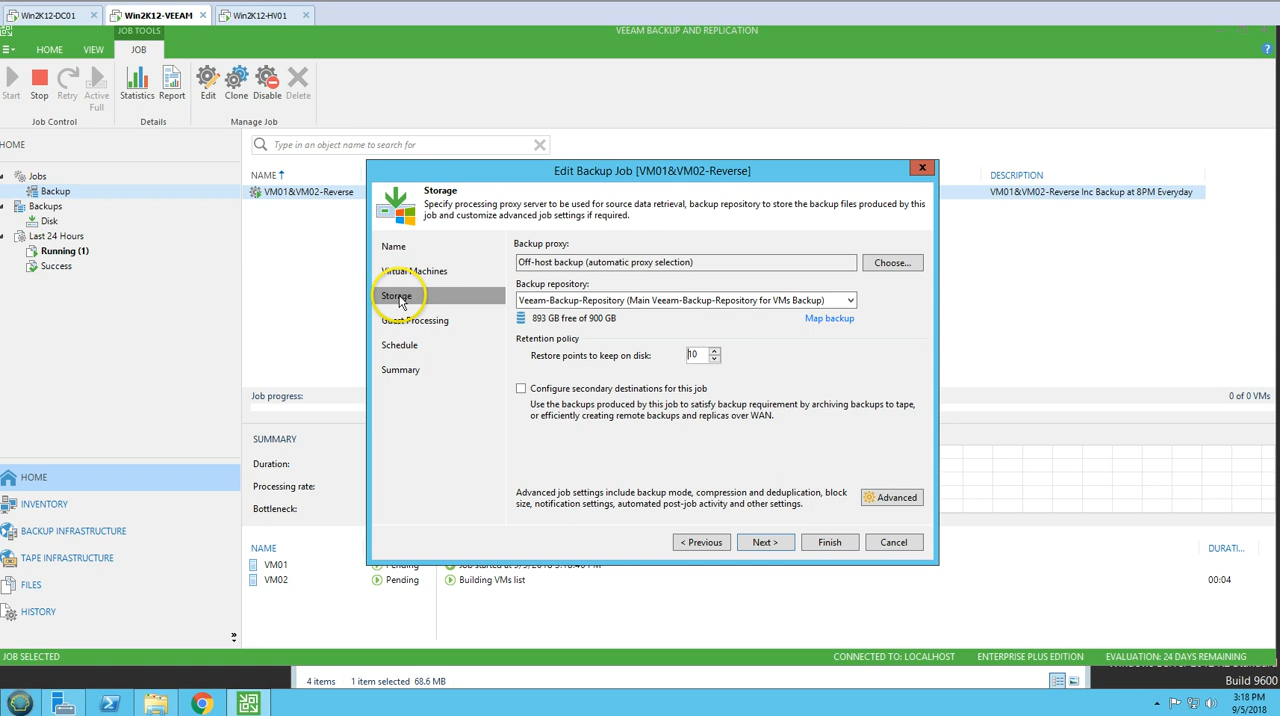 Win2K12-DC01
Win2K12-VEEAM
Win2K12-HV01
JOB TOOLS
VEEAM BACKUP AND REPLICATION
HOME
VIEW
JOB
Start
Stop
Retry
Active Full
Statistics
Report
Edit
Clone
Disable
Delete
Job Control
Details
Manage Job
HOME
Type in an object name to search for
Jobs
Backup
Backups
Disk
Last 24 Hours
Running (1)
Success
NAME
DESCRIPTION
VM01&VM02-Reverse
VM01&VM02-Reverse Inc Backup at 8PM Everyday
Edit Backup Job [VM01&VM02-Reverse]
Storage
Specify processing proxy server to be used for source data retrieval, backup repository to store the backup files produced by this
job and customize advanced job settings if required.
Name
Virtual Machines
Storage
Guest Processing
Schedule
Summary
Backup proxy:
Off-host backup (automatic proxy selection)
Choose...
Backup repository:
Veeam-Backup-Repository (Main Veeam-Backup-Repository for VMs Backup)
893 GB free of 900 GB
Map backup
Retention policy
Restore points to keep on disk:
10
Configure secondary destinations for this job
Use the backups produced by this job to satisfy backup requirement by archiving backups to tape,
or efficiently creating remote backups and replicas over WAN.
Advanced job settings include backup mode, compression and deduplication, block
size, notification settings, automated post-job activity and other settings.
Advanced
< Previous
Next >
Finish
Cancel
Job progress:
0 of 0 VMs
SUMMARY
Duration:
Processing rate:
Bottleneck:
HOME
INVENTORY
BACKUP INFRASTRUCTURE
TAPE INFRASTRUCTURE
FILES
HISTORY
NAME
DURATI...
VM01
Pending
VM02
Pending
Building VMs list
00:04
JOB SELECTED
CONNECTED TO: LOCALHOST
ENTERPRISE PLUS EDITION
EVALUATION: 24 DAYS REMAINING
4 items
1 item selected 68.6 MB
Build 9600
3:18 PM
9/5/2018